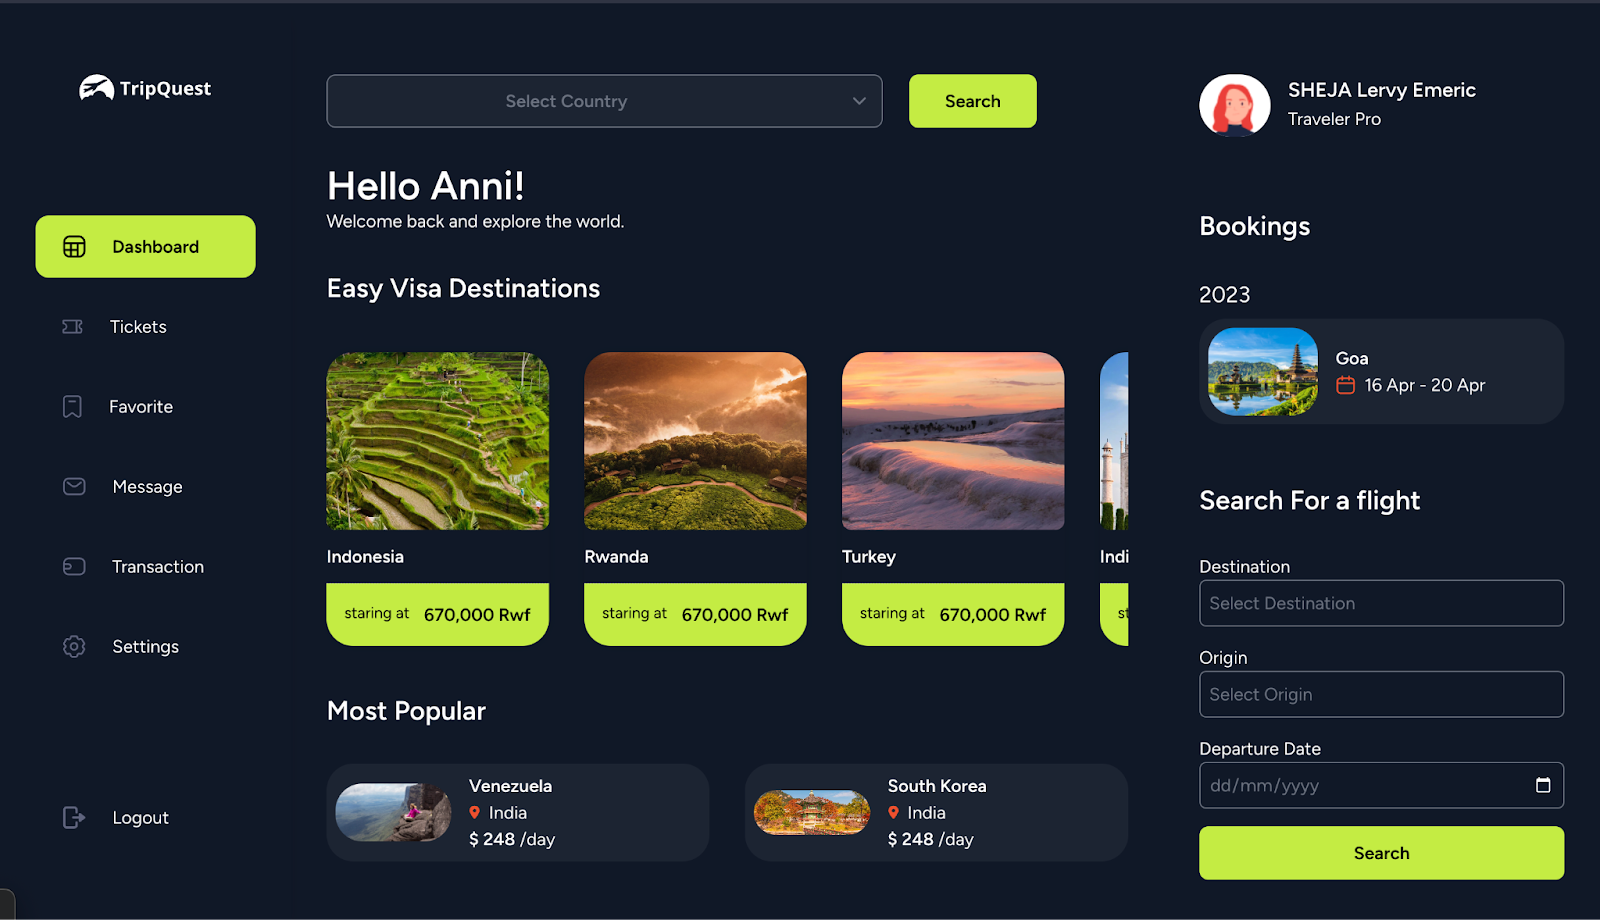 TripQuest
Dashboard
Tickets
Favorite
Message
Transaction
Settings
Logout
Select Country
Search
Hello Anni!
Welcome back and explore the world.
Easy Visa Destinations
Indonesia
staring at 670,000 Rwf
Rwanda
staring at 670,000 Rwf
Turkey
staring at 670,000 Rwf
Indi
st
Most Popular
Venezuela
India
$ 248 /day
South Korea
India
$ 248 /day
SHEJA Lervy Emeric
Traveler Pro
Bookings
2023
Goa
16 Apr - 20 Apr
Search For a flight
Destination
Select Destination
Origin
Select Origin
Departure Date
dd/mm/yyyy
Search